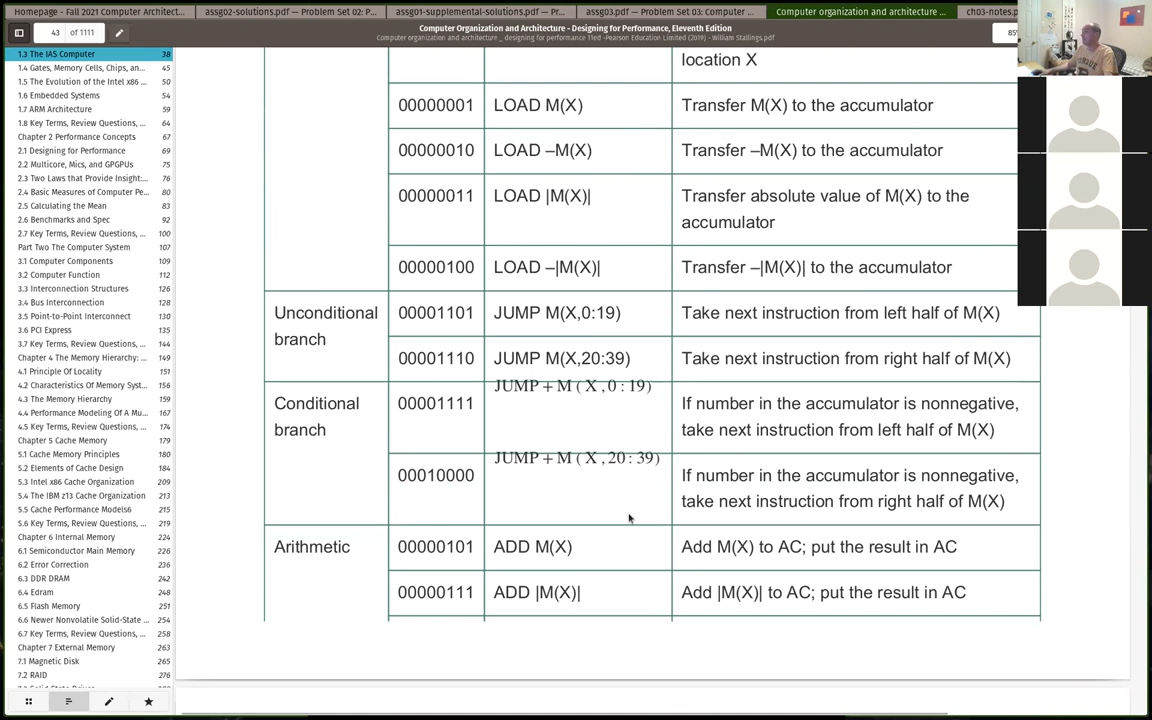 Homepage - Fall 2021 Computer Architect...
assg02-solutions.pdf — Problem Set 02: P...
assg01-supplemental-solutions.pdf — Pr...
assg03.pdf — Problem Set 03: Computer ...
Computer organization and architecture ...
ch03-notes.p
43 of 1111
Computer Organization and Architecture - Designing for Performance, Eleventh Edition
Computer organization and architecture _ designing for performance 11ed -Pearson Education Limited (2019) - William Stallings.pdf
85
1.3 The IAS Computer 38
1.4 Gates, Memory Cells, Chips, an... 45
1.5 The Evolution of the Intel x86 ... 50
1.6 Embedded Systems 54
1.7 ARM Architecture 59
1.8 Key Terms, Review Questions, ... 64
Chapter 2 Performance Concepts 67
2.1 Designing for Performance 69
2.2 Multicore, Mics, and GPGPUs 75
2.3 Two Laws that Provide Insight:... 76
2.4 Basic Measures of Computer Pe... 80
2.5 Calculating the Mean 83
2.6 Benchmarks and Spec 92
2.7 Key Terms, Review Questions, ... 100
Part Two The Computer System 107
3.1 Computer Components 109
3.2 Computer Function 112
3.3 Interconnection Structures 126
3.4 Bus Interconnection 128
3.5 Point-to-Point Interconnect 130
3.6 PCI Express 135
3.7 Key Terms, Review Questions, ... 144
Chapter 4 The Memory Hierarchy: ... 149
4.1 Principle Of Locality 151
4.2 Characteristics Of Memory Syst... 156
4.3 The Memory Hierarchy 159
4.4 Performance Modeling Of A Mu... 167
4.5 Key Terms, Review Questions, ... 174
Chapter 5 Cache Memory 179
5.1 Cache Memory Principles 180
5.2 Elements of Cache Design 184
5.3 Intel x86 Cache Organization 209
5.4 The IBM z13 Cache Organization 213
5.5 Cache Performance Models6 215
5.6 Key Terms, Review Questions, ... 219
Chapter 6 Internal Memory 224
6.1 Semiconductor Main Memory 226
6.2 Error Correction 236
6.3 DDR DRAM 242
6.4 Edram 248
6.5 Flash Memory 251
6.6 Newer Nonvolatile Solid-State ... 254
6.7 Key Terms, Review Questions, ... 258
Chapter 7 External Memory 263
7.1 Magnetic Disk 265
7.2 RAID 276
location X
00000001 LOAD M(X) Transfer M(X) to the accumulator
00000010 LOAD –M(X) Transfer –M(X) to the accumulator
00000011 LOAD |M(X)| Transfer absolute value of M(X) to the
accumulator
00000100 LOAD –|M(X)| Transfer –|M(X)| to the accumulator
Unconditional 00001101 JUMP M(X,0:19) Take next instruction from left half of M(X)
branch
00001110 JUMP M(X,20:39) Take next instruction from right half of M(X)
JUMP + M ( X , 0 : 19)
Conditional 00001111 If number in the accumulator is nonnegative,
branch take next instruction from left half of M(X)
JUMP + M ( X , 20 : 39)
00010000 If number in the accumulator is nonnegative,
take next instruction from right half of M(X)
Arithmetic 00000101 ADD M(X) Add M(X) to AC; put the result in AC
00000111 ADD |M(X)| Add |M(X)| to AC; put the result in AC